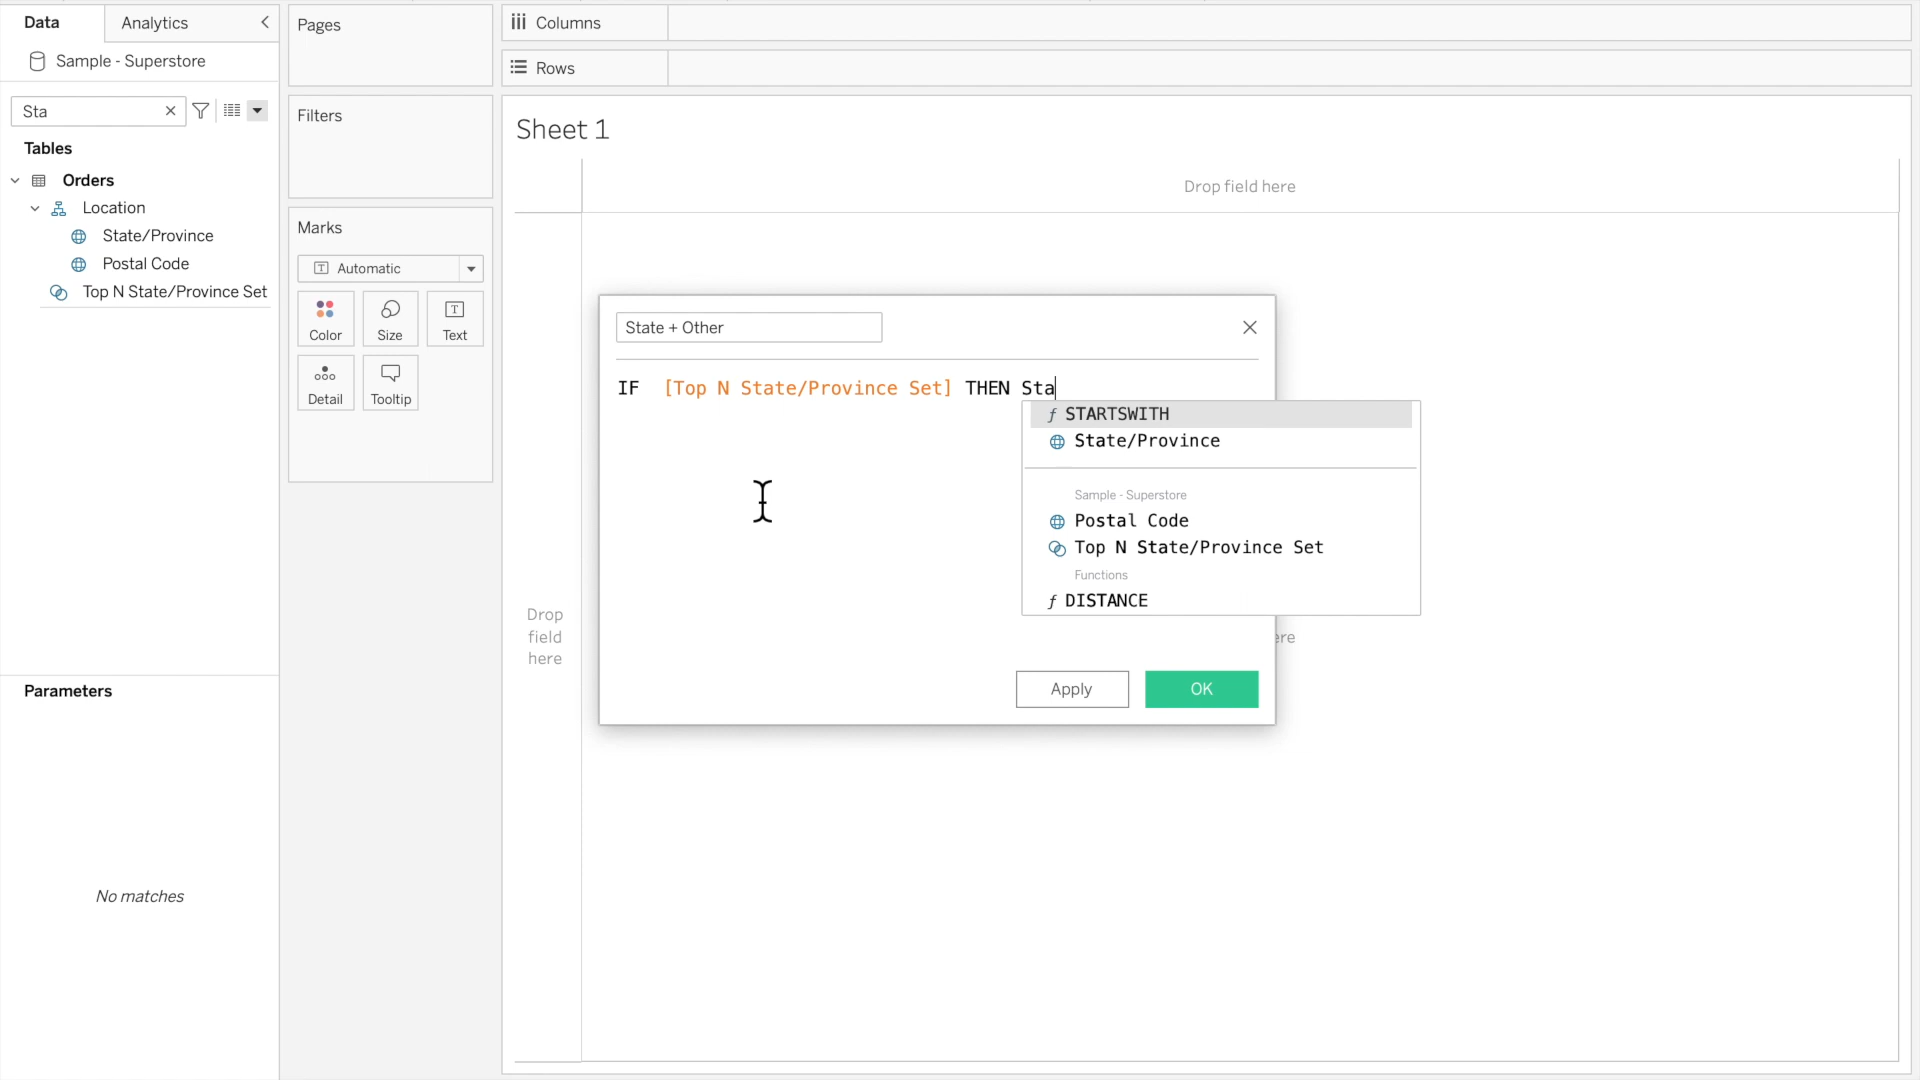 Data
Analytics
Sample - Superstore
Sta
Tables
Orders
Location
State/Province
Postal Code
Top N State/Province Set
Parameters
No matches
Pages
Filters
Marks
Automatic
Color
Size
Text
Detail
Tooltip
Columns
Rows
Sheet 1
Drop field here
Drop
field
here
State + Other
IF [Top N State/Province Set] THEN Sta
STARTSWITH
State/Province
Sample - Superstore
Postal Code
Top N State/Province Set
Functions
DISTANCE
ere
Apply
OK